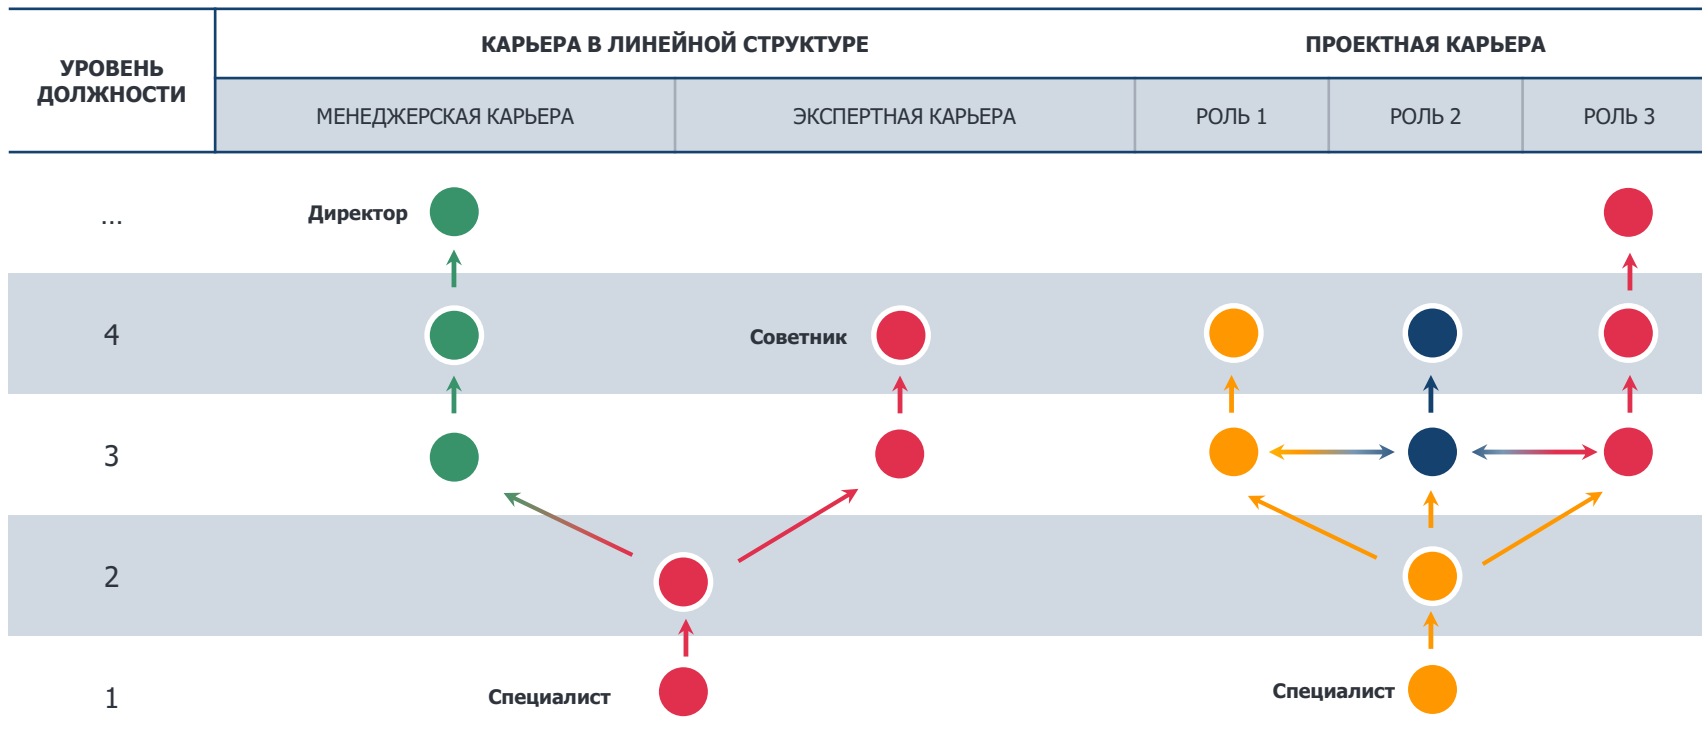 УРОВЕНЬ
ДОЛЖНОСТИ
КАРЬЕРА В ЛИНЕЙНОЙ СТРУКТУРЕ
ПРОЕКТНАЯ КАРЬЕРА
МЕНЕДЖЕРСКАЯ КАРЬЕРА
ЭКСПЕРТНАЯ КАРЬЕРА
РОЛЬ 1
РОЛЬ 2
РОЛЬ 3
...
Директор
4
Советник
3
2
1
Специалист
Специалист